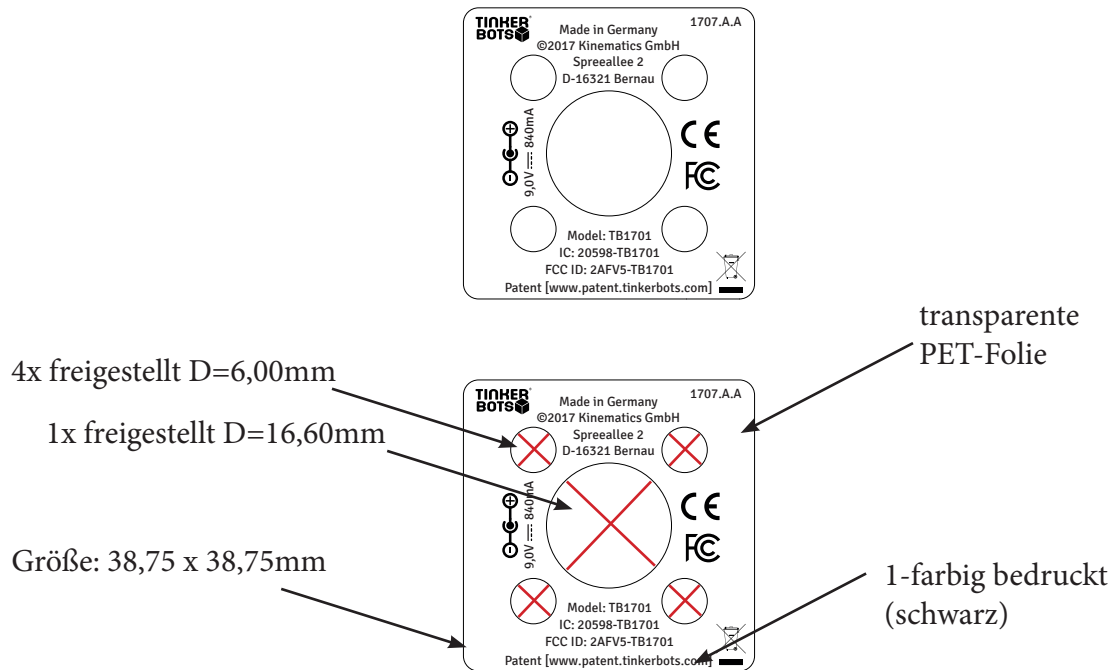 TINKER
BOTS
1707.A.A
Made in Germany
©2017 Kinematics GmbH
Spreeallee 2
D-16321 Bernau
9,0V 840mA
CE
FC
Model: TB1701
IC: 20598-TB1701
FCC ID: 2AFV5-TB1701
Patent [www.patent.tinkerbots.com]
transparente
PET-Folie
4x freigestellt D=6,00mm
1x freigestellt D=16,60mm
Größe: 38,75 x 38,75mm
1-farbig bedruckt
(schwarz)
TINKER
BOTS
1707.A.A
Made in Germany
©2017 Kinematics GmbH
Spreeallee 2
D-16321 Bernau
9,0V 840mA
CE
FC
Model: TB1701
IC: 20598-TB1701
FCC ID: 2AFV5-TB1701
Patent [www.patent.tinkerbots.com]